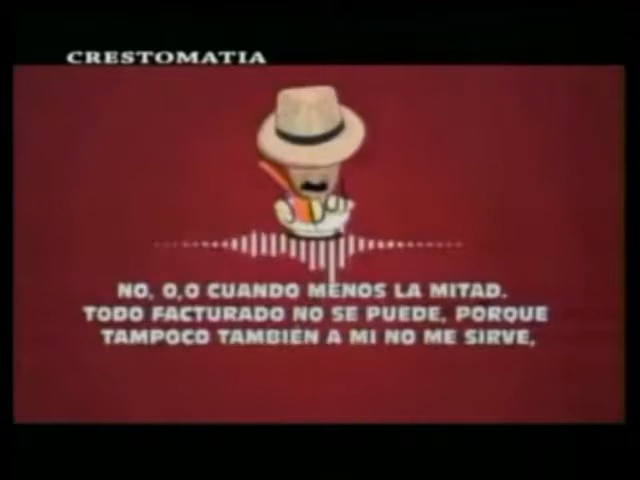 CRESTOMATIA
NO, O,O CUANDO MENOS LA MITAD.
TODO FACTURADO NO SE PUEDE, PORQUE
TAMPOCO TAMBIÉN A MI NO ME SIRVE,